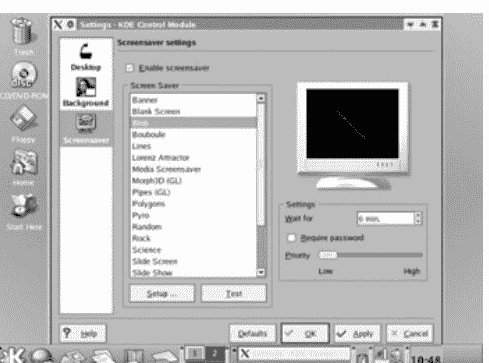 Settings - KDE Control Module
Trash
CD/DVD-ROM
Floppy
Home
Start Here
Desktop
Background
Screensaver
Screensaver settings
Enable screensaver
Screen Saver
Banner
Blank Screen
Blob
Bouboule
Lines
Lorenz Attractor
Media Screensaver
Morph3D (GL)
Pipes (GL)
Polygons
Pyro
Random
Rock
Science
Slide Screen
Slide Show
Setup ...
Test
Settings
Wait for
6 min.
Require password
Priority
Low
High
? Help
Defaults
OK
Apply
Cancel
1 2
10:48